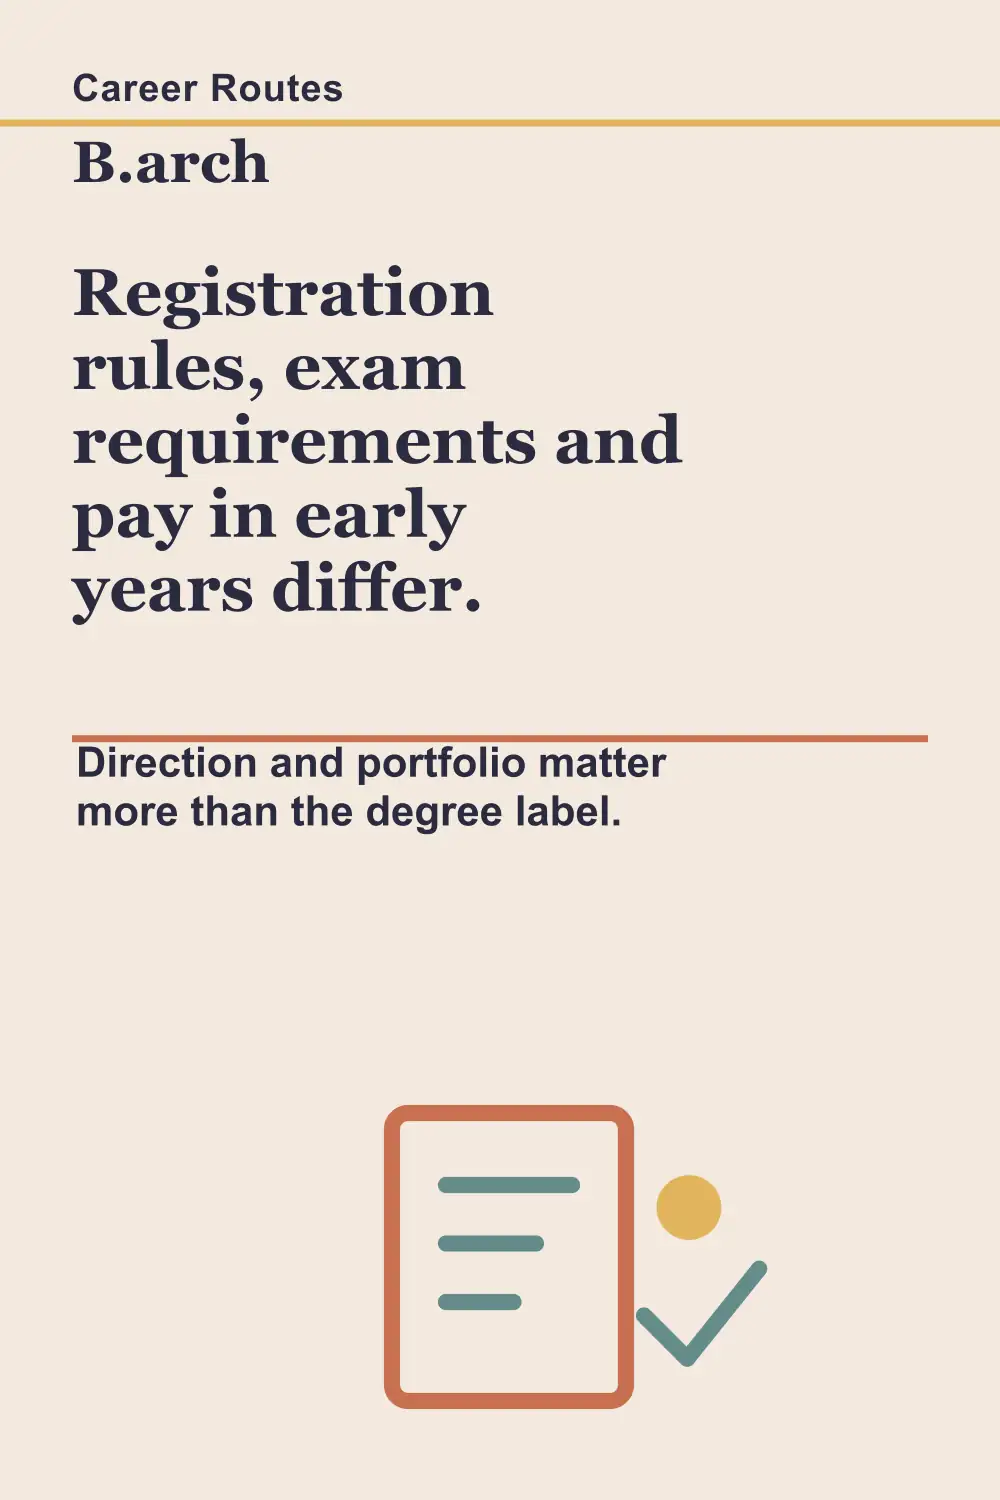 Career Routes
B.arch
Registration
rules, exam
requirements and
pay in early
years differ.
Direction and portfolio matter
more than the degree label.